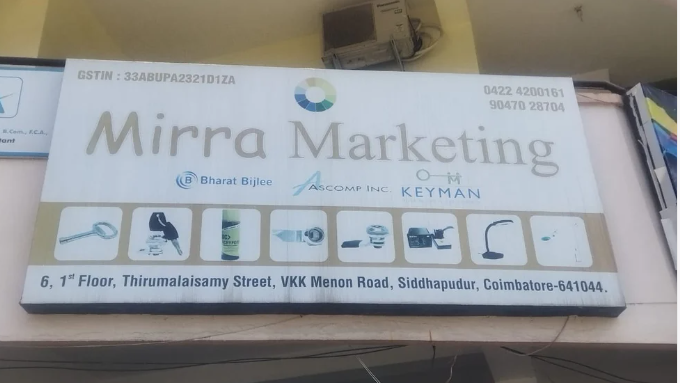 GSTIN : 33ABUPA2321D1ZA
0422 4200161
90470 28704
Mirra Marketing
B Bharat Bijlee
ASCOMP INC.
KEYMAN
6, 1st Floor, Thirumalaisamy Street, VKK Menon Road, Siddhapudur, Coimbatore-641044.